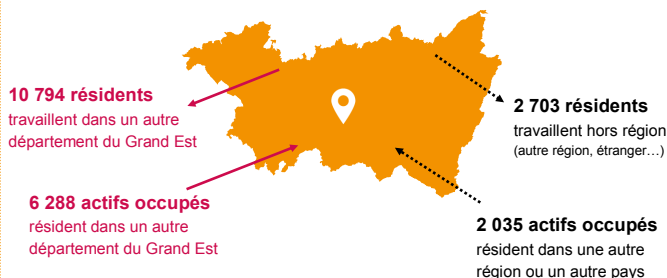 10 794 résidents
travaillent dans un autre
département du Grand Est
2 703 résidents
travaillent hors région
(autre région, étranger…)
6 288 actifs occupés
résident dans un autre
département du Grand Est
2 035 actifs occupés
résident dans une autre
région ou un autre pays